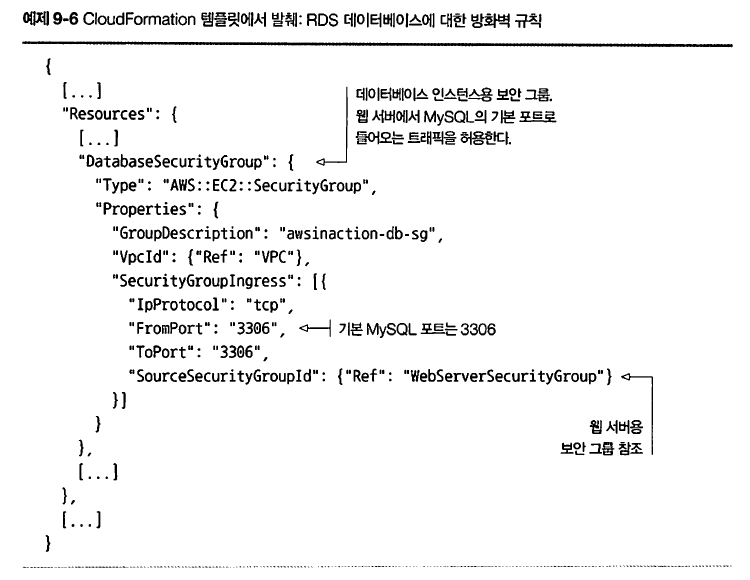 예제 9-6 CloudFormation 템플릿에서 발췌: RDS 데이터베이스에 대한 방화벽 규칙
{
[...]
"Resources": {
[...]
"DatabaseSecurityGroup": {
데이터베이스 인스턴스용 보안 그룹.
웹 서버에서 MySQL의 기본 포트로
들어오는 트래픽을 허용한다.
"Type": "AWS::EC2::SecurityGroup",
"Properties": {
"GroupDescription": "awsinaction-db-sg",
"VpcId": {"Ref": "VPC"},
"SecurityGroupIngress": [{
"IpProtocol": "tcp",
"FromPort": "3306",
기본 MySQL 포트는 3306
"ToPort": "3306",
"SourceSecurityGroupId": {"Ref": "WebServerSecurityGroup"}
웹 서버용
보안 그룹 참조
}]
}
},
[...]
},
[...]
}